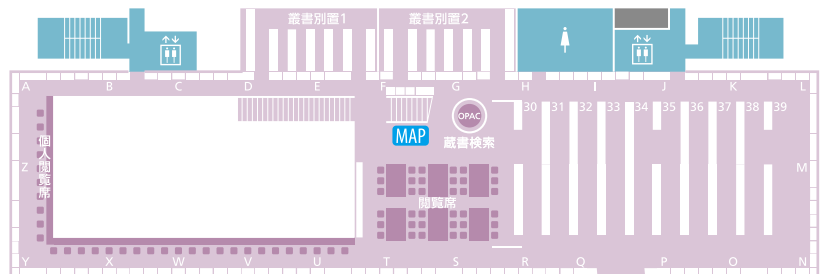 叢書別置1 叢書別置2
A B C D E F G H I J K L
30 31 32 33 34 35 36 37 38 39
OPAC
MAP
蔵書検索
個人閲覧席
Z M
閲覧席
Y X W V U T S R Q P O N